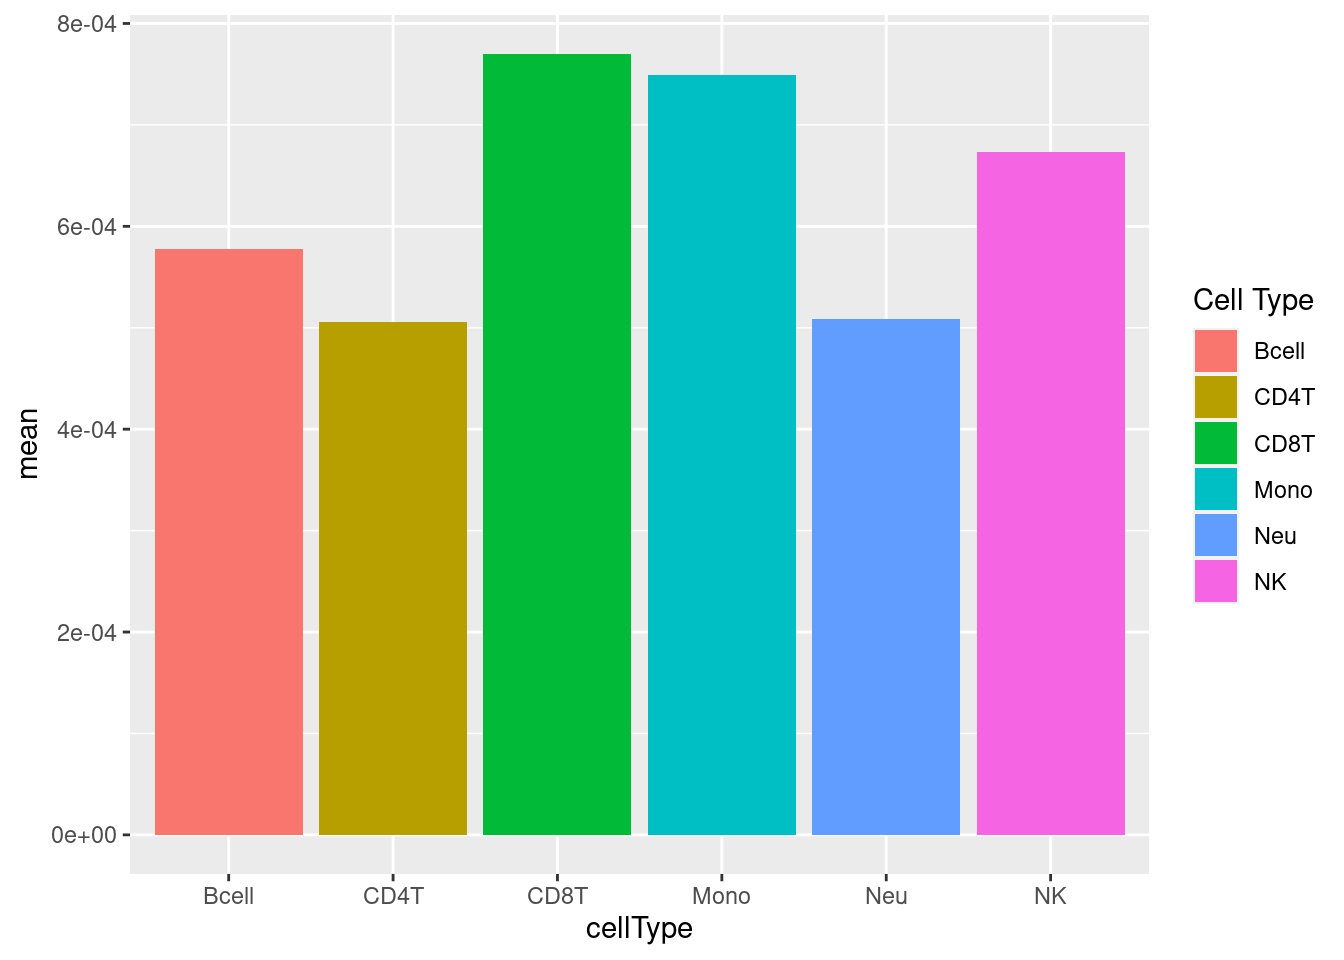 8e-04
6e-04
4e-04
2e-04
0e+00
mean
Bcell
CD4T
CD8T
Mono
Neu
NK
cellType
Cell Type
Bcell
CD4T
CD8T
Mono
Neu
NK